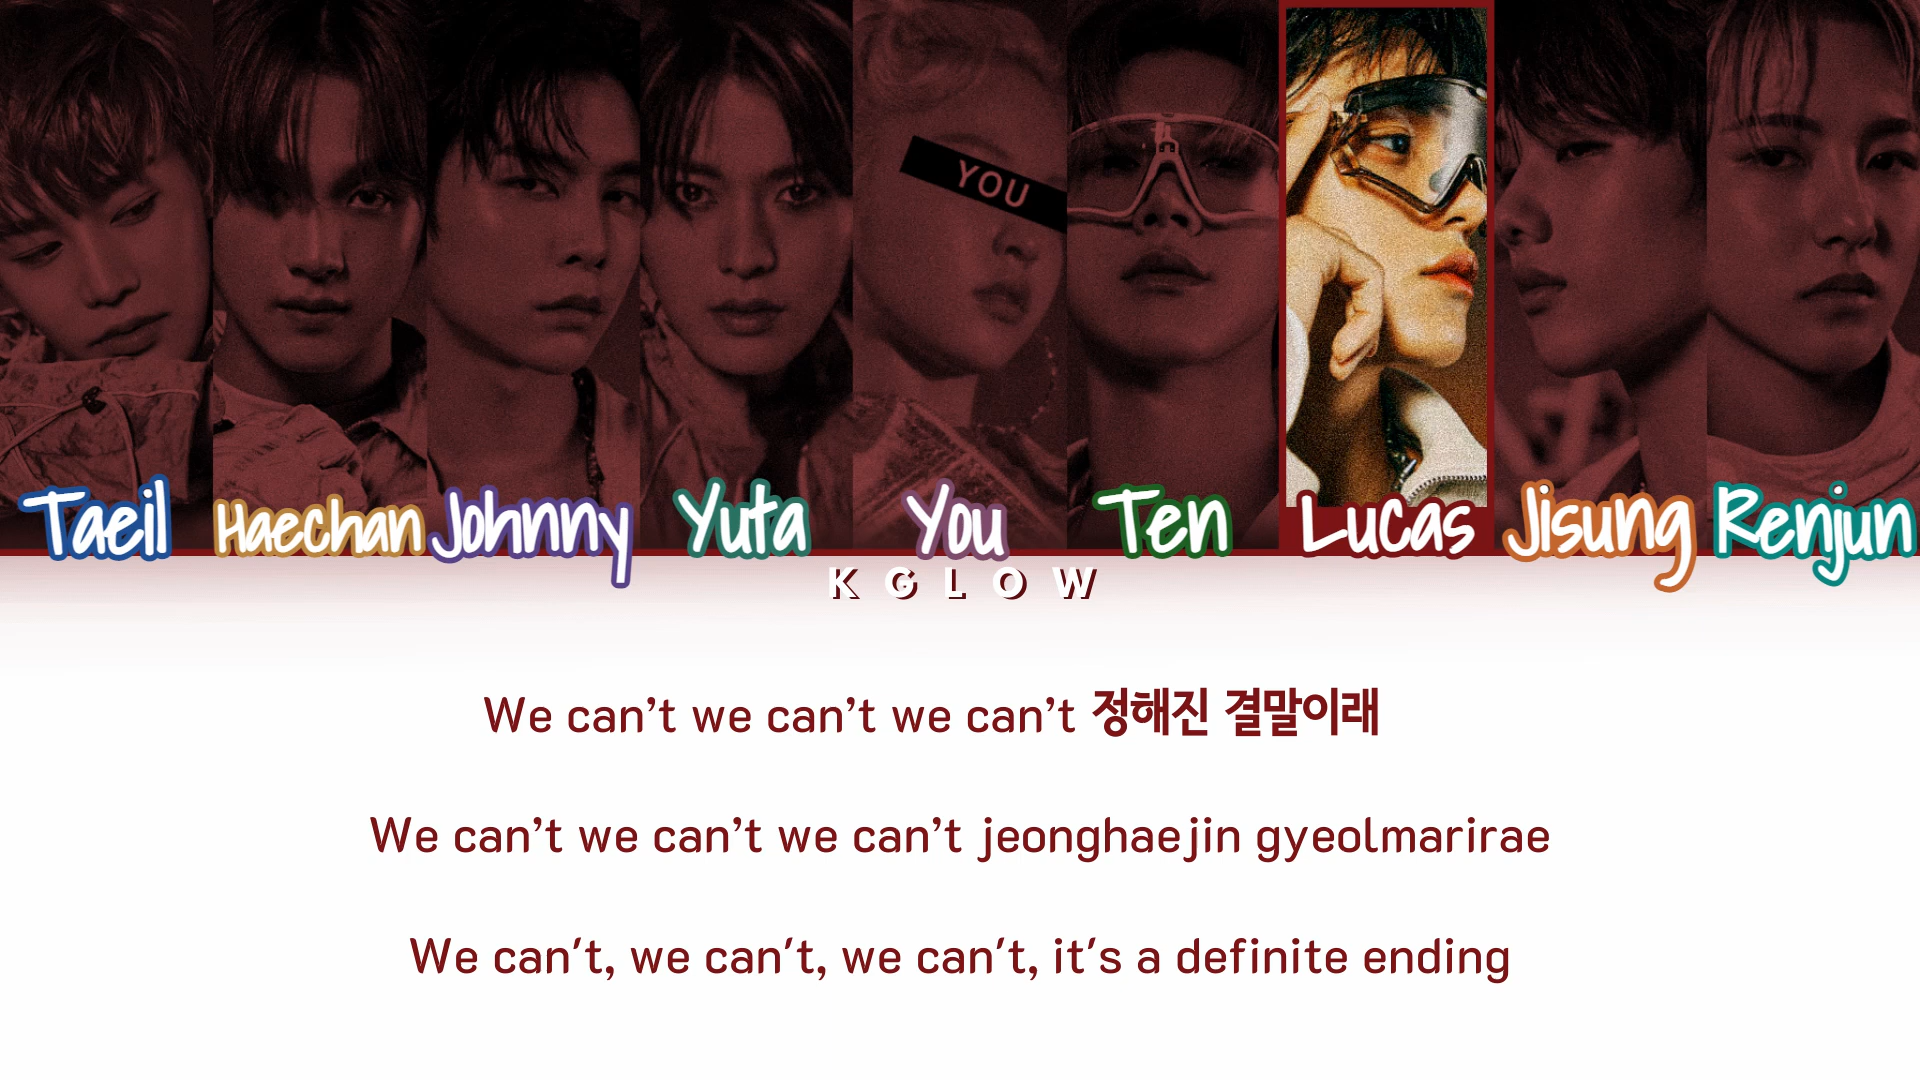 YOU
Taeil Haechan Johnny Yuta You Ten Lucas Jisung Renjun
KGLOW
We can’t we can’t we can’t 정해진 결말이래
We can’t we can’t we can’t jeonghaejin gyeolmarirae
We can't, we can't, we can't, it's a definite ending